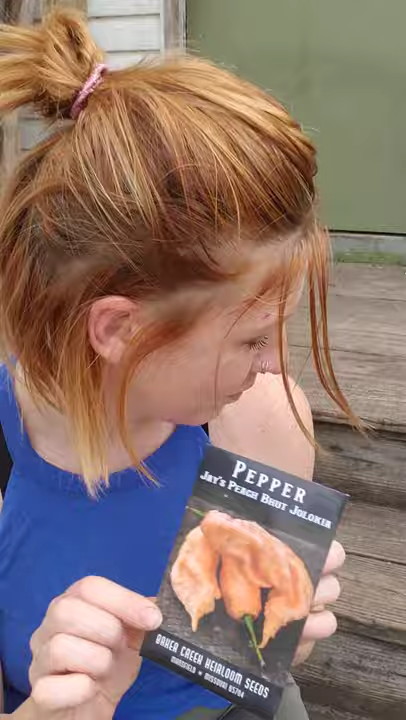 PEPPER
JAY'S PEACH BHUT JOLOKIA
BAKER CREEK HEIRLOOM SEEDS
MANSFIELD ★ MISSOURI 65704